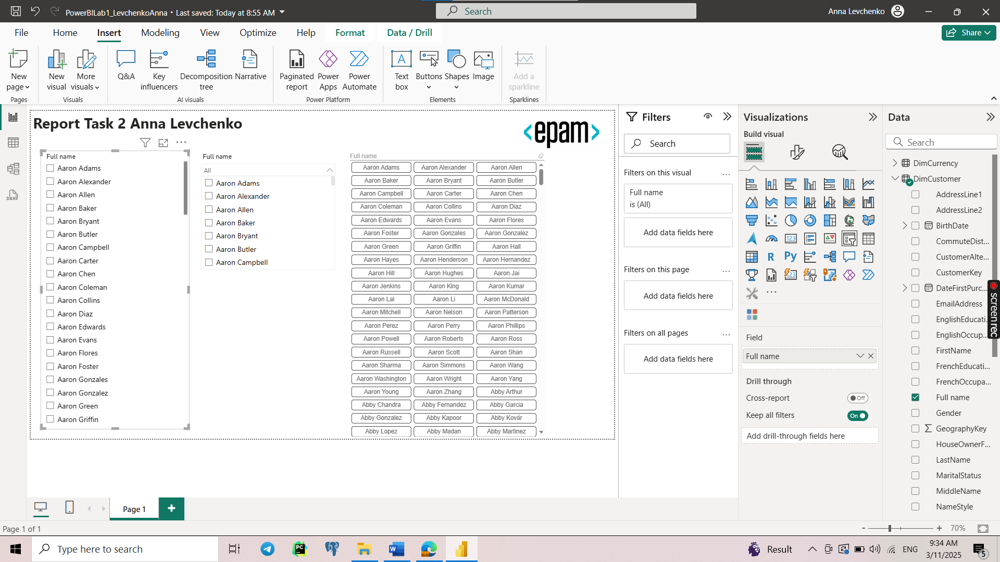 PowerBILab1_LevchenkoAnna • Last saved: Today at 8:55 AM
Search
Anna Levchenko
File Home Insert Modeling View Optimize Help Format Data / Drill
Share
New page
New visual
More visuals
Q&A
Key influencers
Decomposition tree
Narrative
Paginated report
Power Apps
Power Automate
Text box
Buttons
Shapes
Image
Add a sparkline
Pages Visuals AI visuals Power Platform Elements Sparklines
Report Task 2 Anna Levchenko
<epam>
Full name
Aaron Adams
Aaron Alexander
Aaron Allen
Aaron Baker
Aaron Bryant
Aaron Butler
Aaron Campbell
Aaron Carter
Aaron Chen
Aaron Coleman
Aaron Collins
Aaron Diaz
Aaron Edwards
Aaron Evans
Aaron Flores
Aaron Foster
Aaron Gonzales
Aaron Gonzalez
Aaron Green
Aaron Griffin
Full name
All
Aaron Adams
Aaron Alexander
Aaron Allen
Aaron Baker
Aaron Bryant
Aaron Butler
Aaron Campbell
Full name
Aaron Adams Aaron Alexander Aaron Allen
Aaron Baker Aaron Bryant Aaron Butler
Aaron Campbell Aaron Carter Aaron Chen
Aaron Coleman Aaron Collins Aaron Diaz
Aaron Edwards Aaron Evans Aaron Flores
Aaron Foster Aaron Gonzales Aaron Gonzalez
Aaron Green Aaron Griffin Aaron Hall
Aaron Hayes Aaron Henderson Aaron Hernandez
Aaron Hill Aaron Hughes Aaron Jai
Aaron Jenkins Aaron King Aaron Kumar
Aaron Lal Aaron Li Aaron McDonald
Aaron Mitchell Aaron Nelson Aaron Patterson
Aaron Perez Aaron Perry Aaron Phillips
Aaron Powell Aaron Roberts Aaron Ross
Aaron Russell Aaron Scott Aaron Shan
Aaron Sharma Aaron Simmons Aaron Wang
Aaron Washington Aaron Wright Aaron Yang
Aaron Young Aaron Zhang Abby Arthur
Abby Chandra Abby Fernandez Abby Garcia
Abby Gonzalez Abby Kapoor Abby Kovár
Abby Lopez Abby Madan Abby Martinez
Filters
Search
Filters on this visual ...
Full name
is (All)
Add data fields here
Filters on this page ...
Add data fields here
Filters on all pages ...
Add data fields here
Visualizations
Build visual
123
R
Py
123
...
Field
Full name
Drill through
Cross-report Off
Keep all filters On
Add drill-through fields here
Data
Search
DimCurrency
DimCustomer
AddressLine1
AddressLine2
BirthDate
CommuteDist...
CustomerAlte...
CustomerKey
DateFirstPurc...
EmailAddress
EnglishEducati...
EnglishOccup...
FirstName
FrenchEducati...
FrenchOccupa...
Full name
Gender
GeographyKey
HouseOwnerF...
LastName
MaritalStatus
MiddleName
NameStyle
screenrec
Page 1
Page 1 of 1
- + 70%
Type here to search
PC
Result
ENG
9:34 AM
3/11/2025
5
DAX